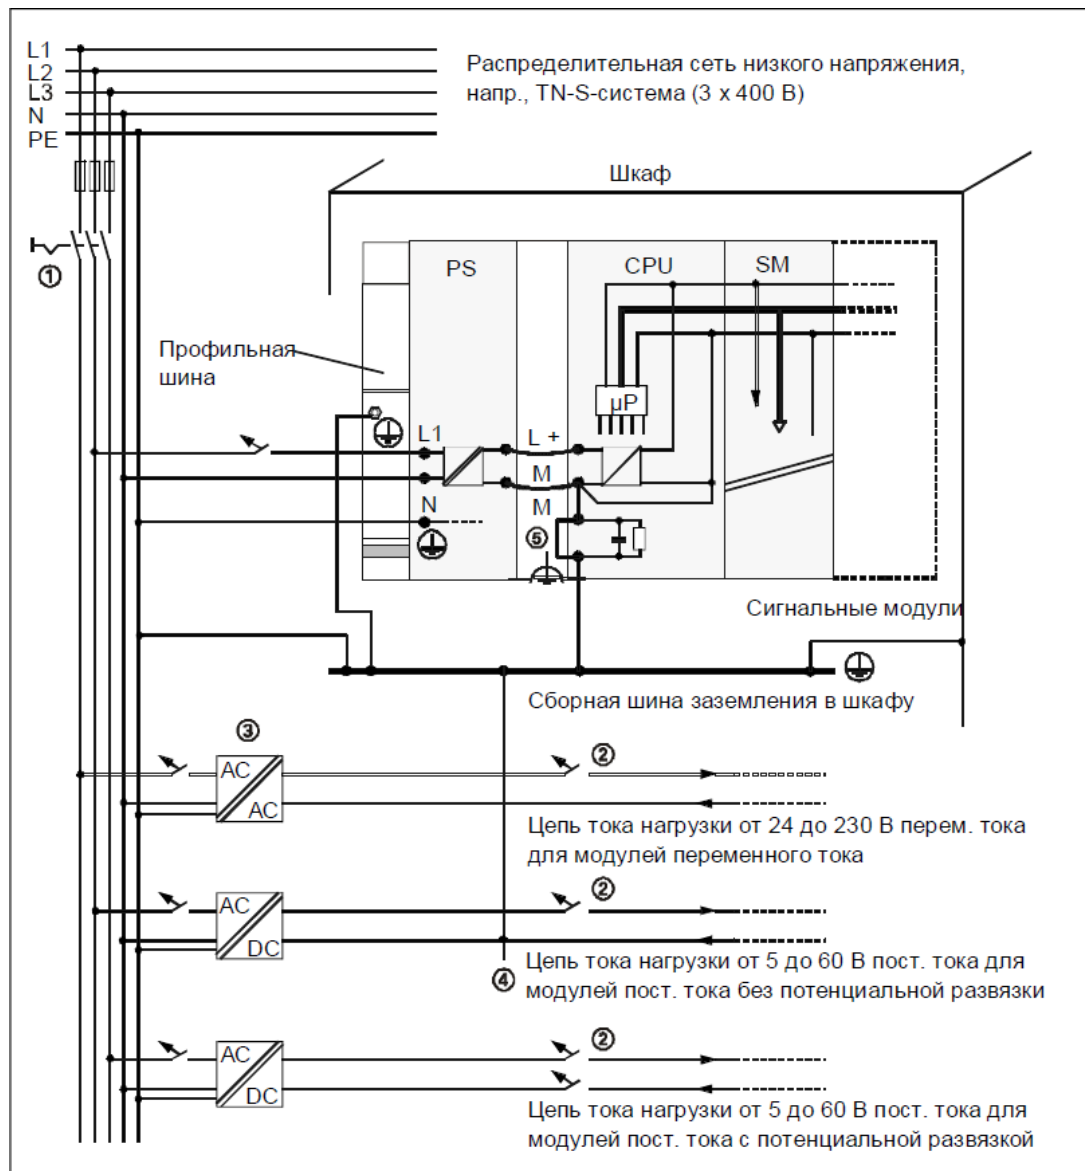 L1
L2
L3
N
PE
Распределительная сеть низкого напряжения,
напр., TN-S-система (3 x 400 В)
Шкаф
①
PS
CPU
SM
Профильная
шина
µP
L1
L +
M
N
M
⑤
Сигнальные модули
Сборная шина заземления в шкафу
③
②
AC
AC
Цепь тока нагрузки от 24 до 230 В перем. тока
для модулей переменного тока
②
AC
DC
④
Цепь тока нагрузки от 5 до 60 В пост. тока для
модулей пост. тока без потенциальной развязки
②
AC
DC
Цепь тока нагрузки от 5 до 60 В пост. тока для
модулей пост. тока с потенциальной развязкой